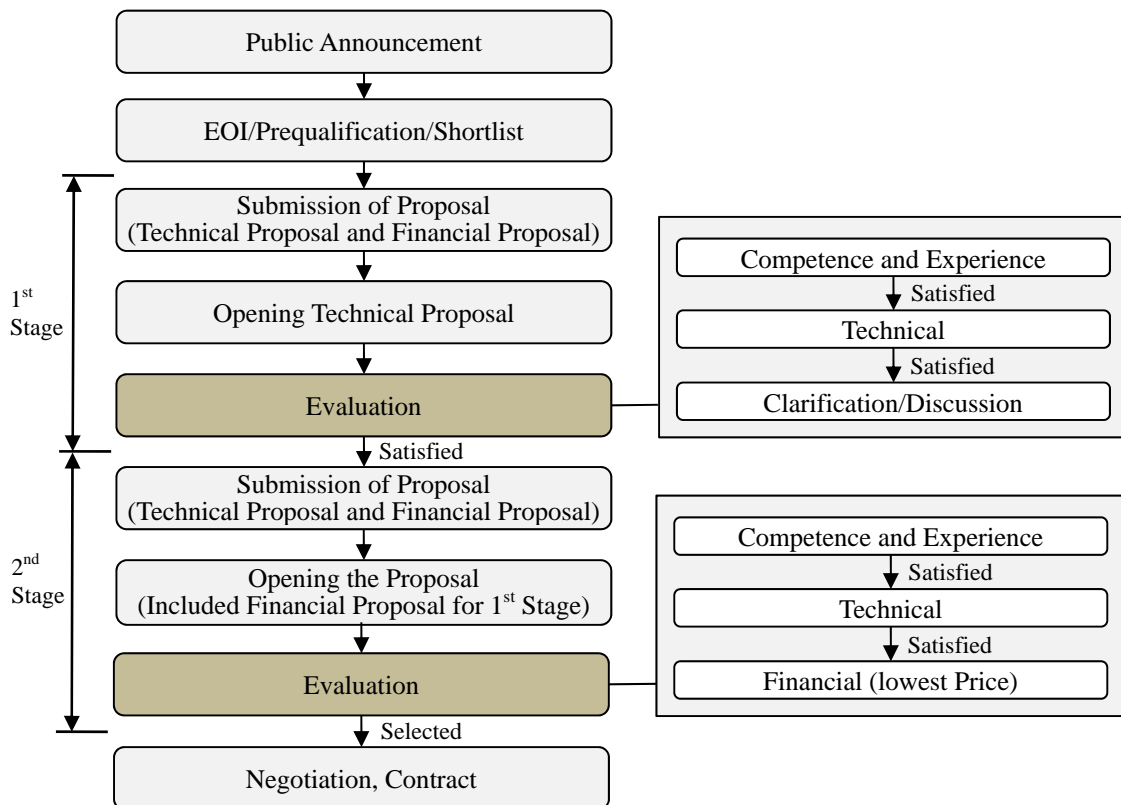 Public Announcement
EOI/Prequalification/Shortlist
1st
Stage
Submission of Proposal
(Technical Proposal and Financial Proposal)
Opening Technical Proposal
Evaluation
Competence and Experience
Satisfied
Technical
Satisfied
Clarification/Discussion
Satisfied
2nd
Stage
Submission of Proposal
(Technical Proposal and Financial Proposal)
Opening the Proposal
(Included Financial Proposal for 1st Stage)
Evaluation
Competence and Experience
Satisfied
Technical
Satisfied
Financial (lowest Price)
Selected
Negotiation, Contract